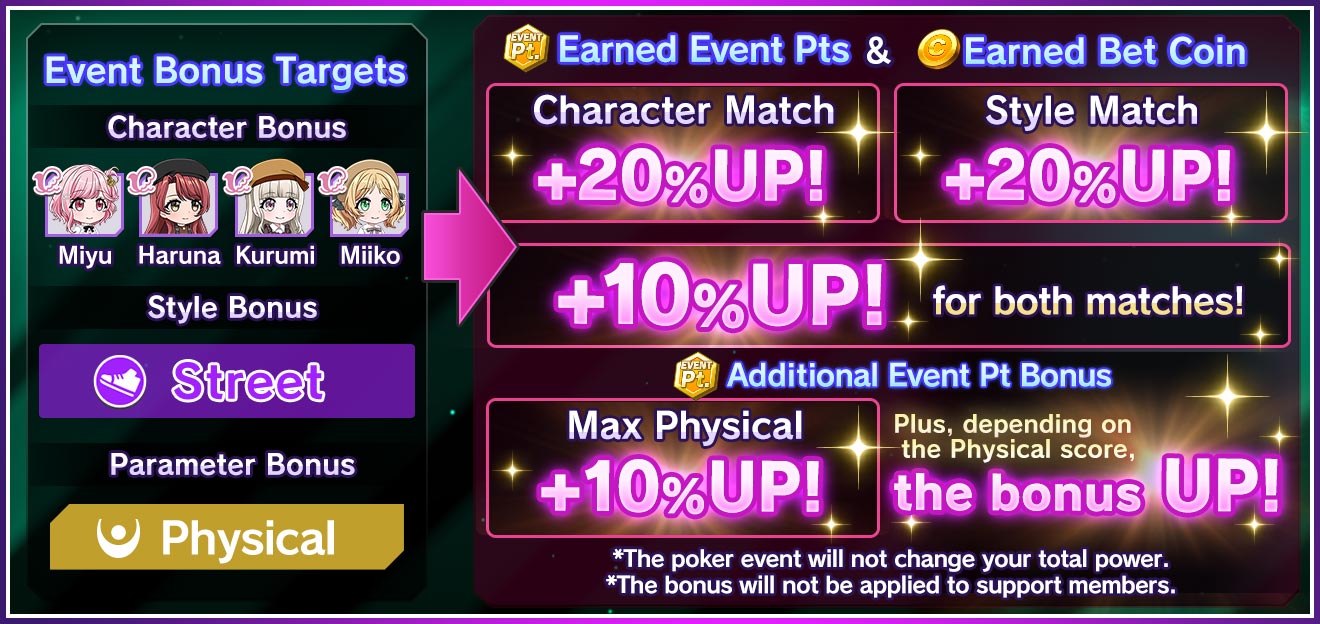 Event Bonus Targets
Character Bonus
Miyu Haruna Kurumi Miiko
Style Bonus
Street
Parameter Bonus
Physical
EVENT Pt. Earned Event Pts & C Earned Bet Coin
Character Match
+20%UP!
Style Match
+20%UP!
+10%UP! for both matches!
EVENT Pt. Additional Event Pt Bonus
Max Physical
+10%UP!
Plus, depending on
the Physical score,
the bonus UP!
*The poker event will not change your total power.
*The bonus will not be applied to support members.